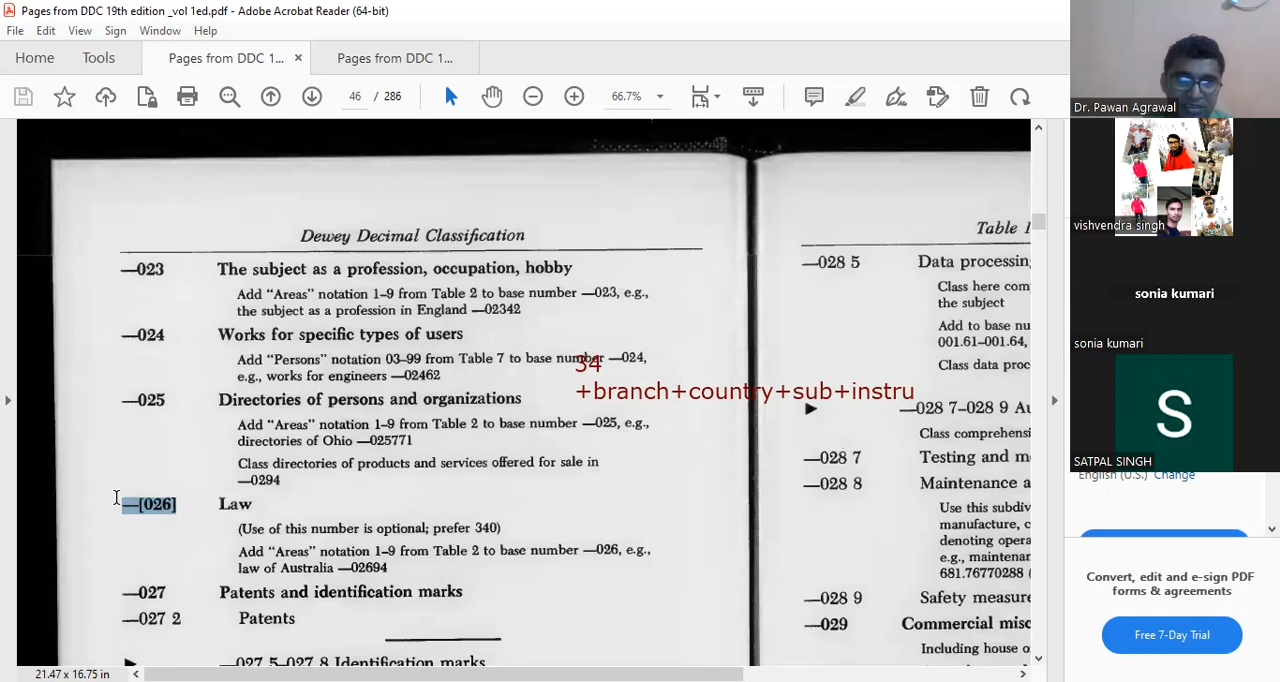 Pages from DDC 19th edition _vol 1ed.pdf - Adobe Acrobat Reader (64-bit)
File Edit View Sign Window Help
Home Tools Pages from DDC 1... × Pages from DDC 1...
46 / 286 66.7%
Dewey Decimal Classification
—023 The subject as a profession, occupation, hobby
Add "Areas" notation 1–9 from Table 2 to base number —023, e.g.,
the subject as a profession in England —02342
—024 Works for specific types of users
Add "Persons" notation 03–99 from Table 7 to base number —024,
e.g., works for engineers —02462
—025 Directories of persons and organizations
Add "Areas" notation 1–9 from Table 2 to base number —025, e.g.,
directories of Ohio —025771
Class directories of products and services offered for sale in
—0294
—[026] Law
(Use of this number is optional; prefer 340)
Add "Areas" notation 1–9 from Table 2 to base number —026, e.g.,
law of Australia —02694
—027 Patents and identification marks
—027 2 Patents
—027 5–027 8 Identification marks
34
+branch+country+sub+instru
Table 1
—028 5 Data processin
Class here com
the subject
Add to base nu
001.61–001.64,
Class data proc
—028 7–028 9 Au
Class comprehensi
—028 7 Testing and m
—028 8 Maintenance a
Use this subdiv
manufacture, c
denoting opera
e.g., maintenan
681.76770288 (
—028 9 Safety measure
—029 Commercial misc
Including house o
21.47 x 16.75 in
Dr. Pawan Agrawal
vishvendra singh
sonia kumari
sonia kumari
S
SATPAL SINGH
English (U.S.) Change
Convert, edit and e-sign PDF
forms & agreements
Free 7-Day Trial